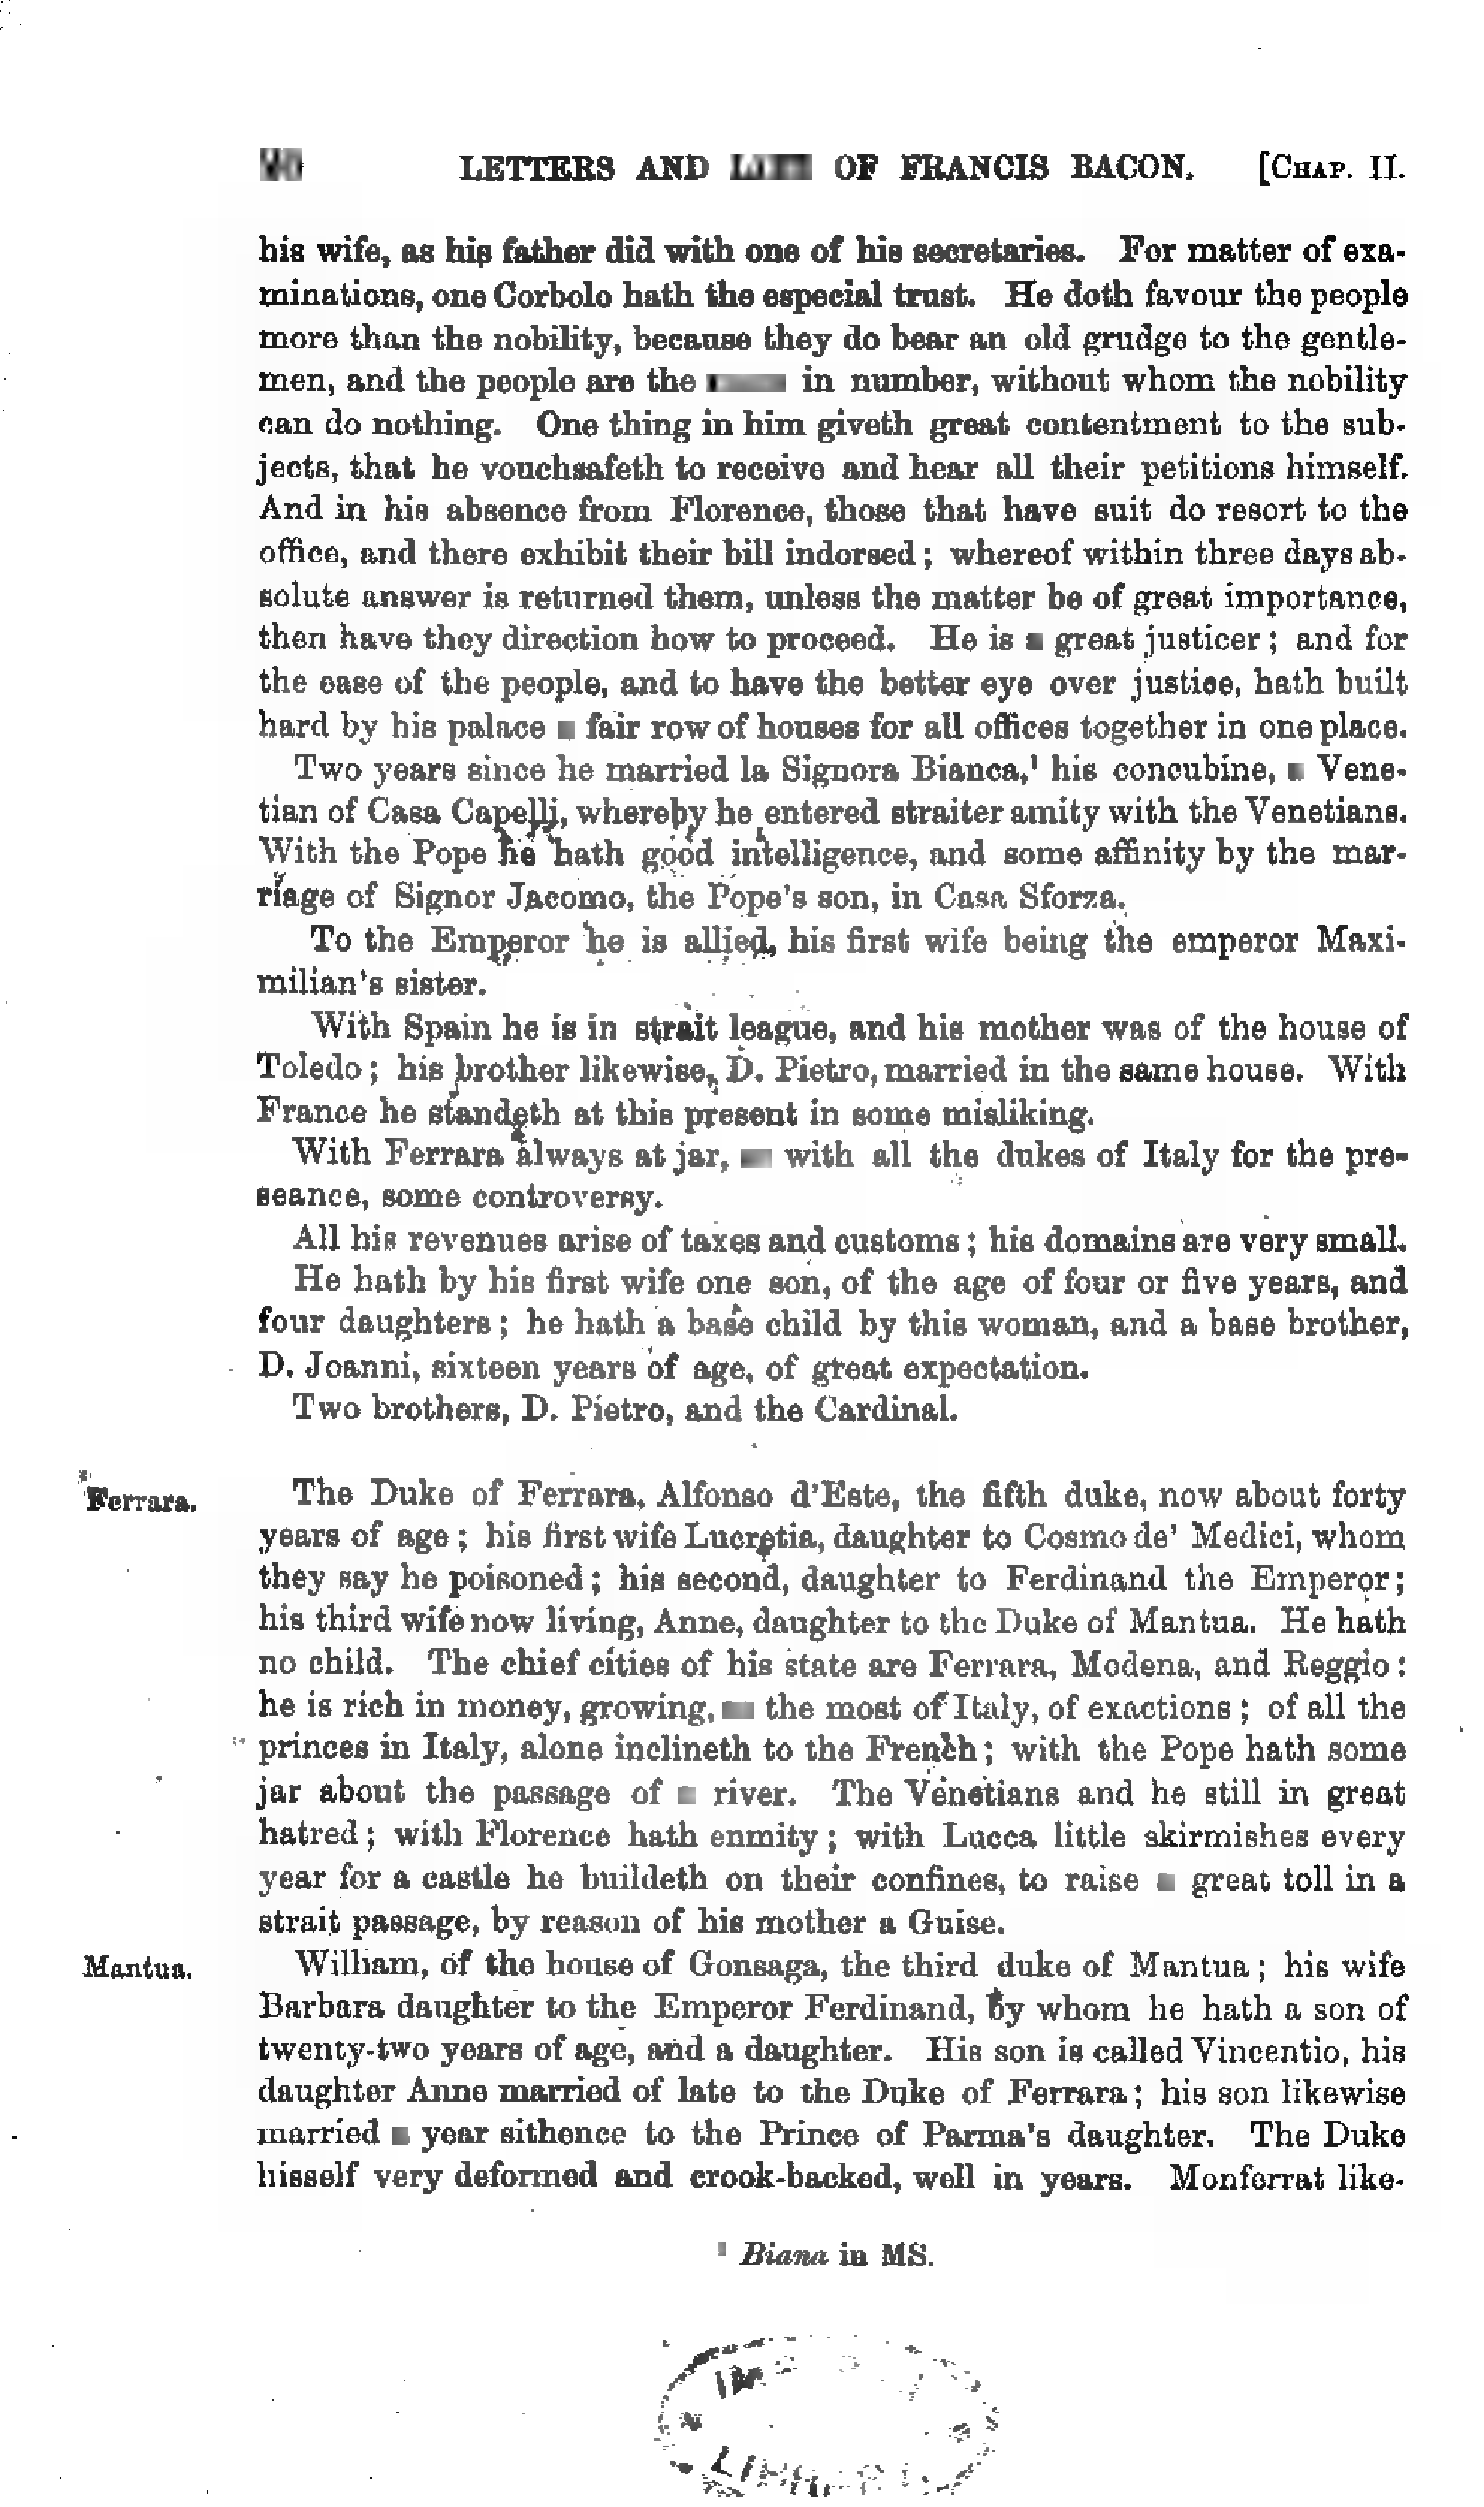 LETTERS AND OF FRANCIS BACON. [CHAP. II.
his wife, as his father did with one of his secretaries. For matter of exa-
minations, one Corbolo hath the especial trust. He doth favour the people
more than the nobility, because they do bear an old grudge to the gentle-
men, and the people are the in number, without whom the nobility
can do nothing. One thing in him giveth great contentment to the sub-
jects, that he vouchsafeth to receive and hear all their petitions himself.
And in his absence from Florence, those that have suit do resort to the
office, and there exhibit their bill indorsed; whereof within three days ab-
solute answer is returned them, unless the matter be of great importance,
then have they direction how to proceed. He is great justicer; and for
the ease of the people, and to have the better eye over justice, hath built
hard by his palace fair row of houses for all offices together in one place.
Two years since he married la Signora Bianca,¹ his concubine, Vene-
tian of Casa Capelli, whereby he entered straiter amity with the Venetians.
With the Pope he hath good intelligence, and some affinity by the mar-
riage of Signor Jacomo, the Pope's son, in Casa Sforza.
To the Emperor he is allied, his first wife being the emperor Maxi-
milian's sister.
With Spain he is in strait league, and his mother was of the house of
Toledo; his brother likewise, D. Pietro, married in the same house. With
France he standeth at this present in some misliking.
With Ferrara always at jar, with all the dukes of Italy for the pre-
seance, some controversy.
All his revenues arise of taxes and customs; his domains are very small.
He hath by his first wife one son, of the age of four or five years, and
four daughters; he hath a base child by this woman, and a base brother,
D. Joanni, sixteen years of age, of great expectation.
Two brothers, D. Pietro, and the Cardinal.
Ferrara. The Duke of Ferrara, Alfonso d'Este, the fifth duke, now about forty
years of age; his first wife Lucretia, daughter to Cosmo de' Medici, whom
they say he poisoned; his second, daughter to Ferdinand the Emperor;
his third wife now living, Anne, daughter to the Duke of Mantua. He hath
no child. The chief cities of his state are Ferrara, Modena, and Reggio:
he is rich in money, growing, the most of Italy, of exactions; of all the
princes in Italy, alone inclineth to the French; with the Pope hath some
jar about the passage of river. The Venetians and he still in great
hatred; with Florence hath enmity; with Lucca little skirmishes every
year for a castle he buildeth on their confines, to raise great toll in a
strait passage, by reason of his mother a Guise.
Mantua. William, of the house of Gonsaga, the third duke of Mantua; his wife
Barbara daughter to the Emperor Ferdinand, by whom he hath a son of
twenty-two years of age, and a daughter. His son is called Vincentio, his
daughter Anne married of late to the Duke of Ferrara; his son likewise
married year sithence to the Prince of Parma's daughter. The Duke
hisself very deformed and crook-backed, well in years. Monferrat like-
Biana in MS.